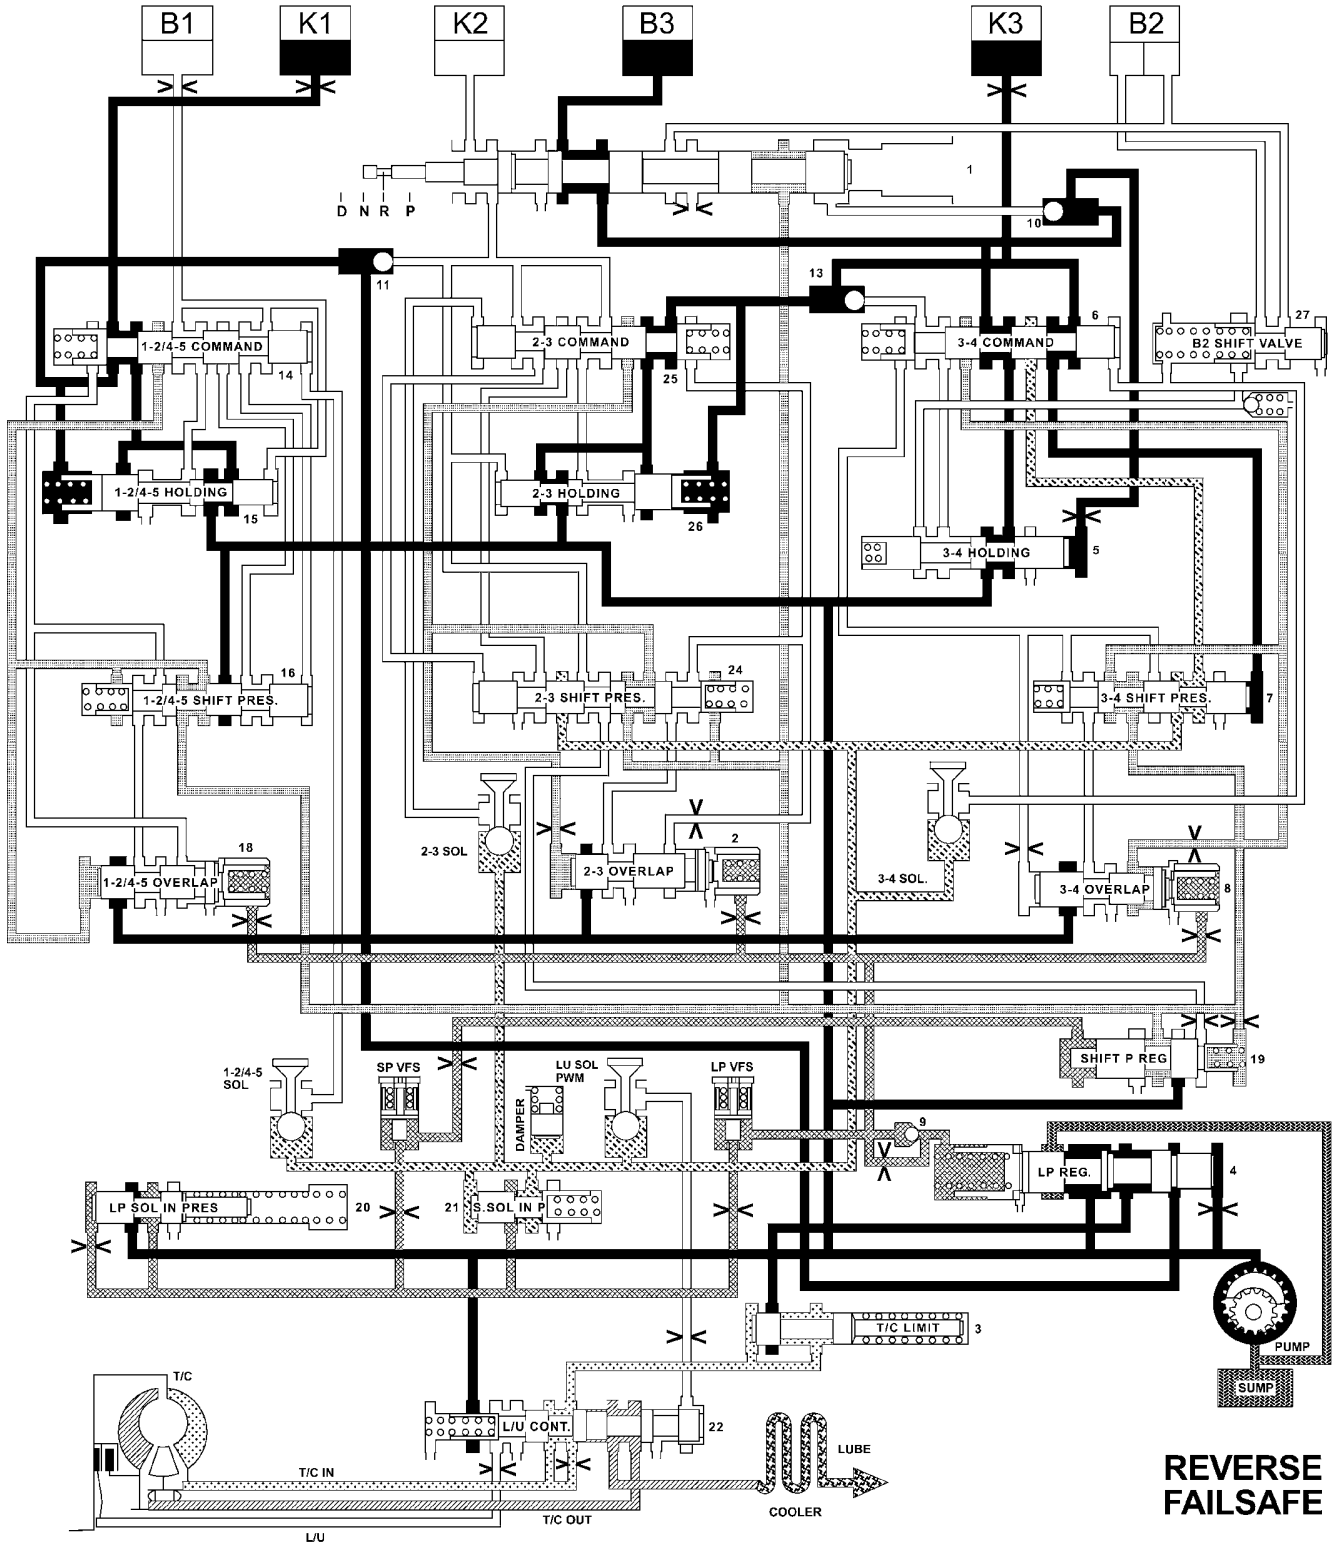 B1 K1 K2 B3 K3 B2
1
D N R P
10
11
13
6
27
1-2/4-5 COMMAND
2-3 COMMAND
3-4 COMMAND
B2 SHIFT VALVE
14
25
1-2/4-5 HOLDING
2-3 HOLDING
15
26
3-4 HOLDING
5
16
24
1-2/4-5 SHIFT PRES.
2-3 SHIFT PRES.
3-4 SHIFT PRES.
7
2-3 SOL
18
2
1-2/4-5 OVERLAP
2-3 OVERLAP
3-4 SOL.
3-4 OVERLAP
8
SHIFT P REG
19
1-2/4-5
SOL
SP VFS
LU SOL
PWM
LP VFS
DAMPER
9
LP REG.
4
LP SOL IN PRES
20
21
S.SOL IN P
T/C LIMIT
3
PUMP
SUMP
T/C
L/U CONT.
22
LUBE
T/C IN
COOLER
T/C OUT
L/U
REVERSE
FAILSAFE